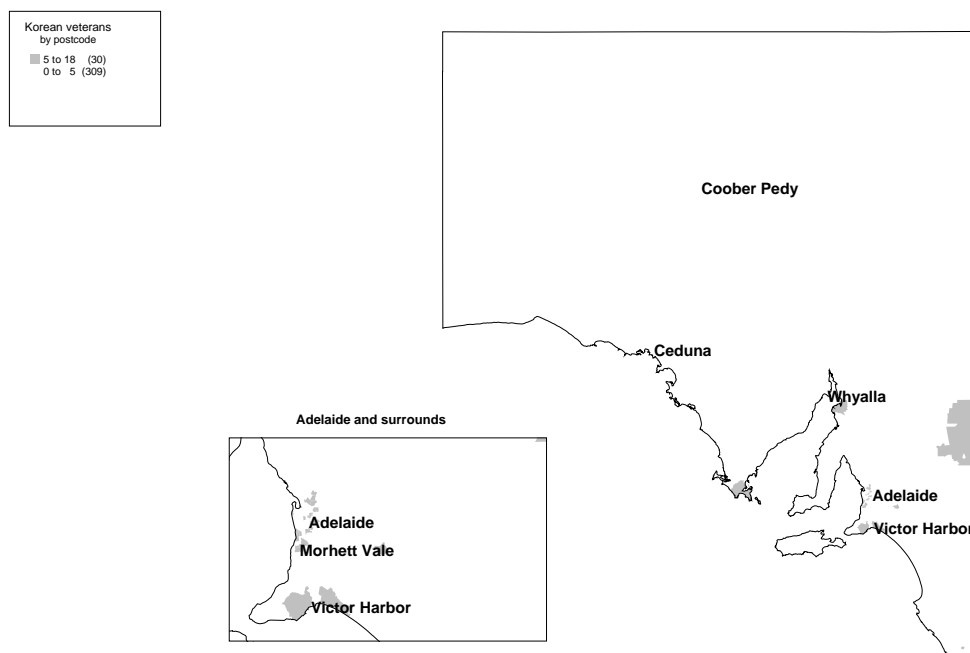 Korean veterans
by postcode
5 to 18 (30)
0 to 5 (309)
Coober Pedy
Ceduna
Whyalla
Adelaide and surrounds
Adelaide
Victor Harbor
Adelaide
Morhett Vale
Victor Harbor